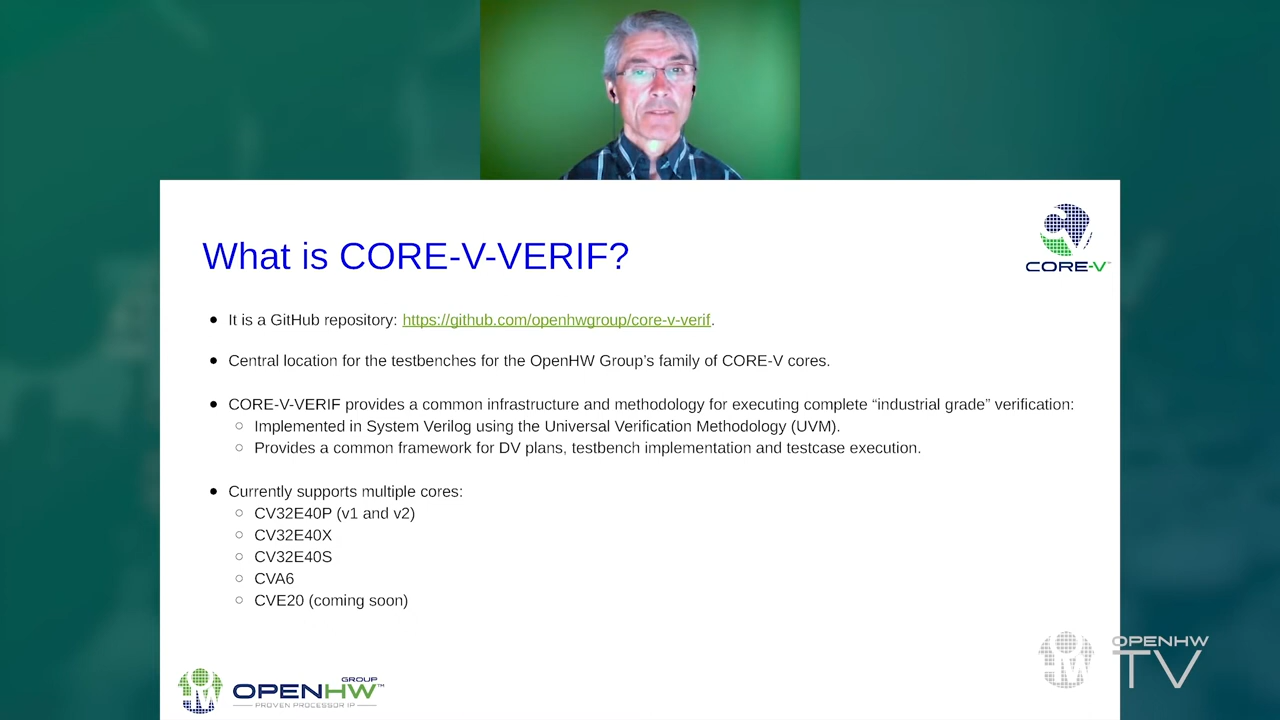 CORE-V™
What is CORE-V-VERIF?
● It is a GitHub repository: https://github.com/openhwgroup/core-v-verif.
● Central location for the testbenches for the OpenHW Group’s family of CORE-V cores.
● CORE-V-VERIF provides a common infrastructure and methodology for executing complete “industrial grade” verification:
○ Implemented in System Verilog using the Universal Verification Methodology (UVM).
○ Provides a common framework for DV plans, testbench implementation and testcase execution.
● Currently supports multiple cores:
○ CV32E40P (v1 and v2)
○ CV32E40X
○ CV32E40S
○ CVA6
○ CVE20 (coming soon)
OPENHW
TV
GROUP
OPENHW™
PROVEN PROCESSOR IP